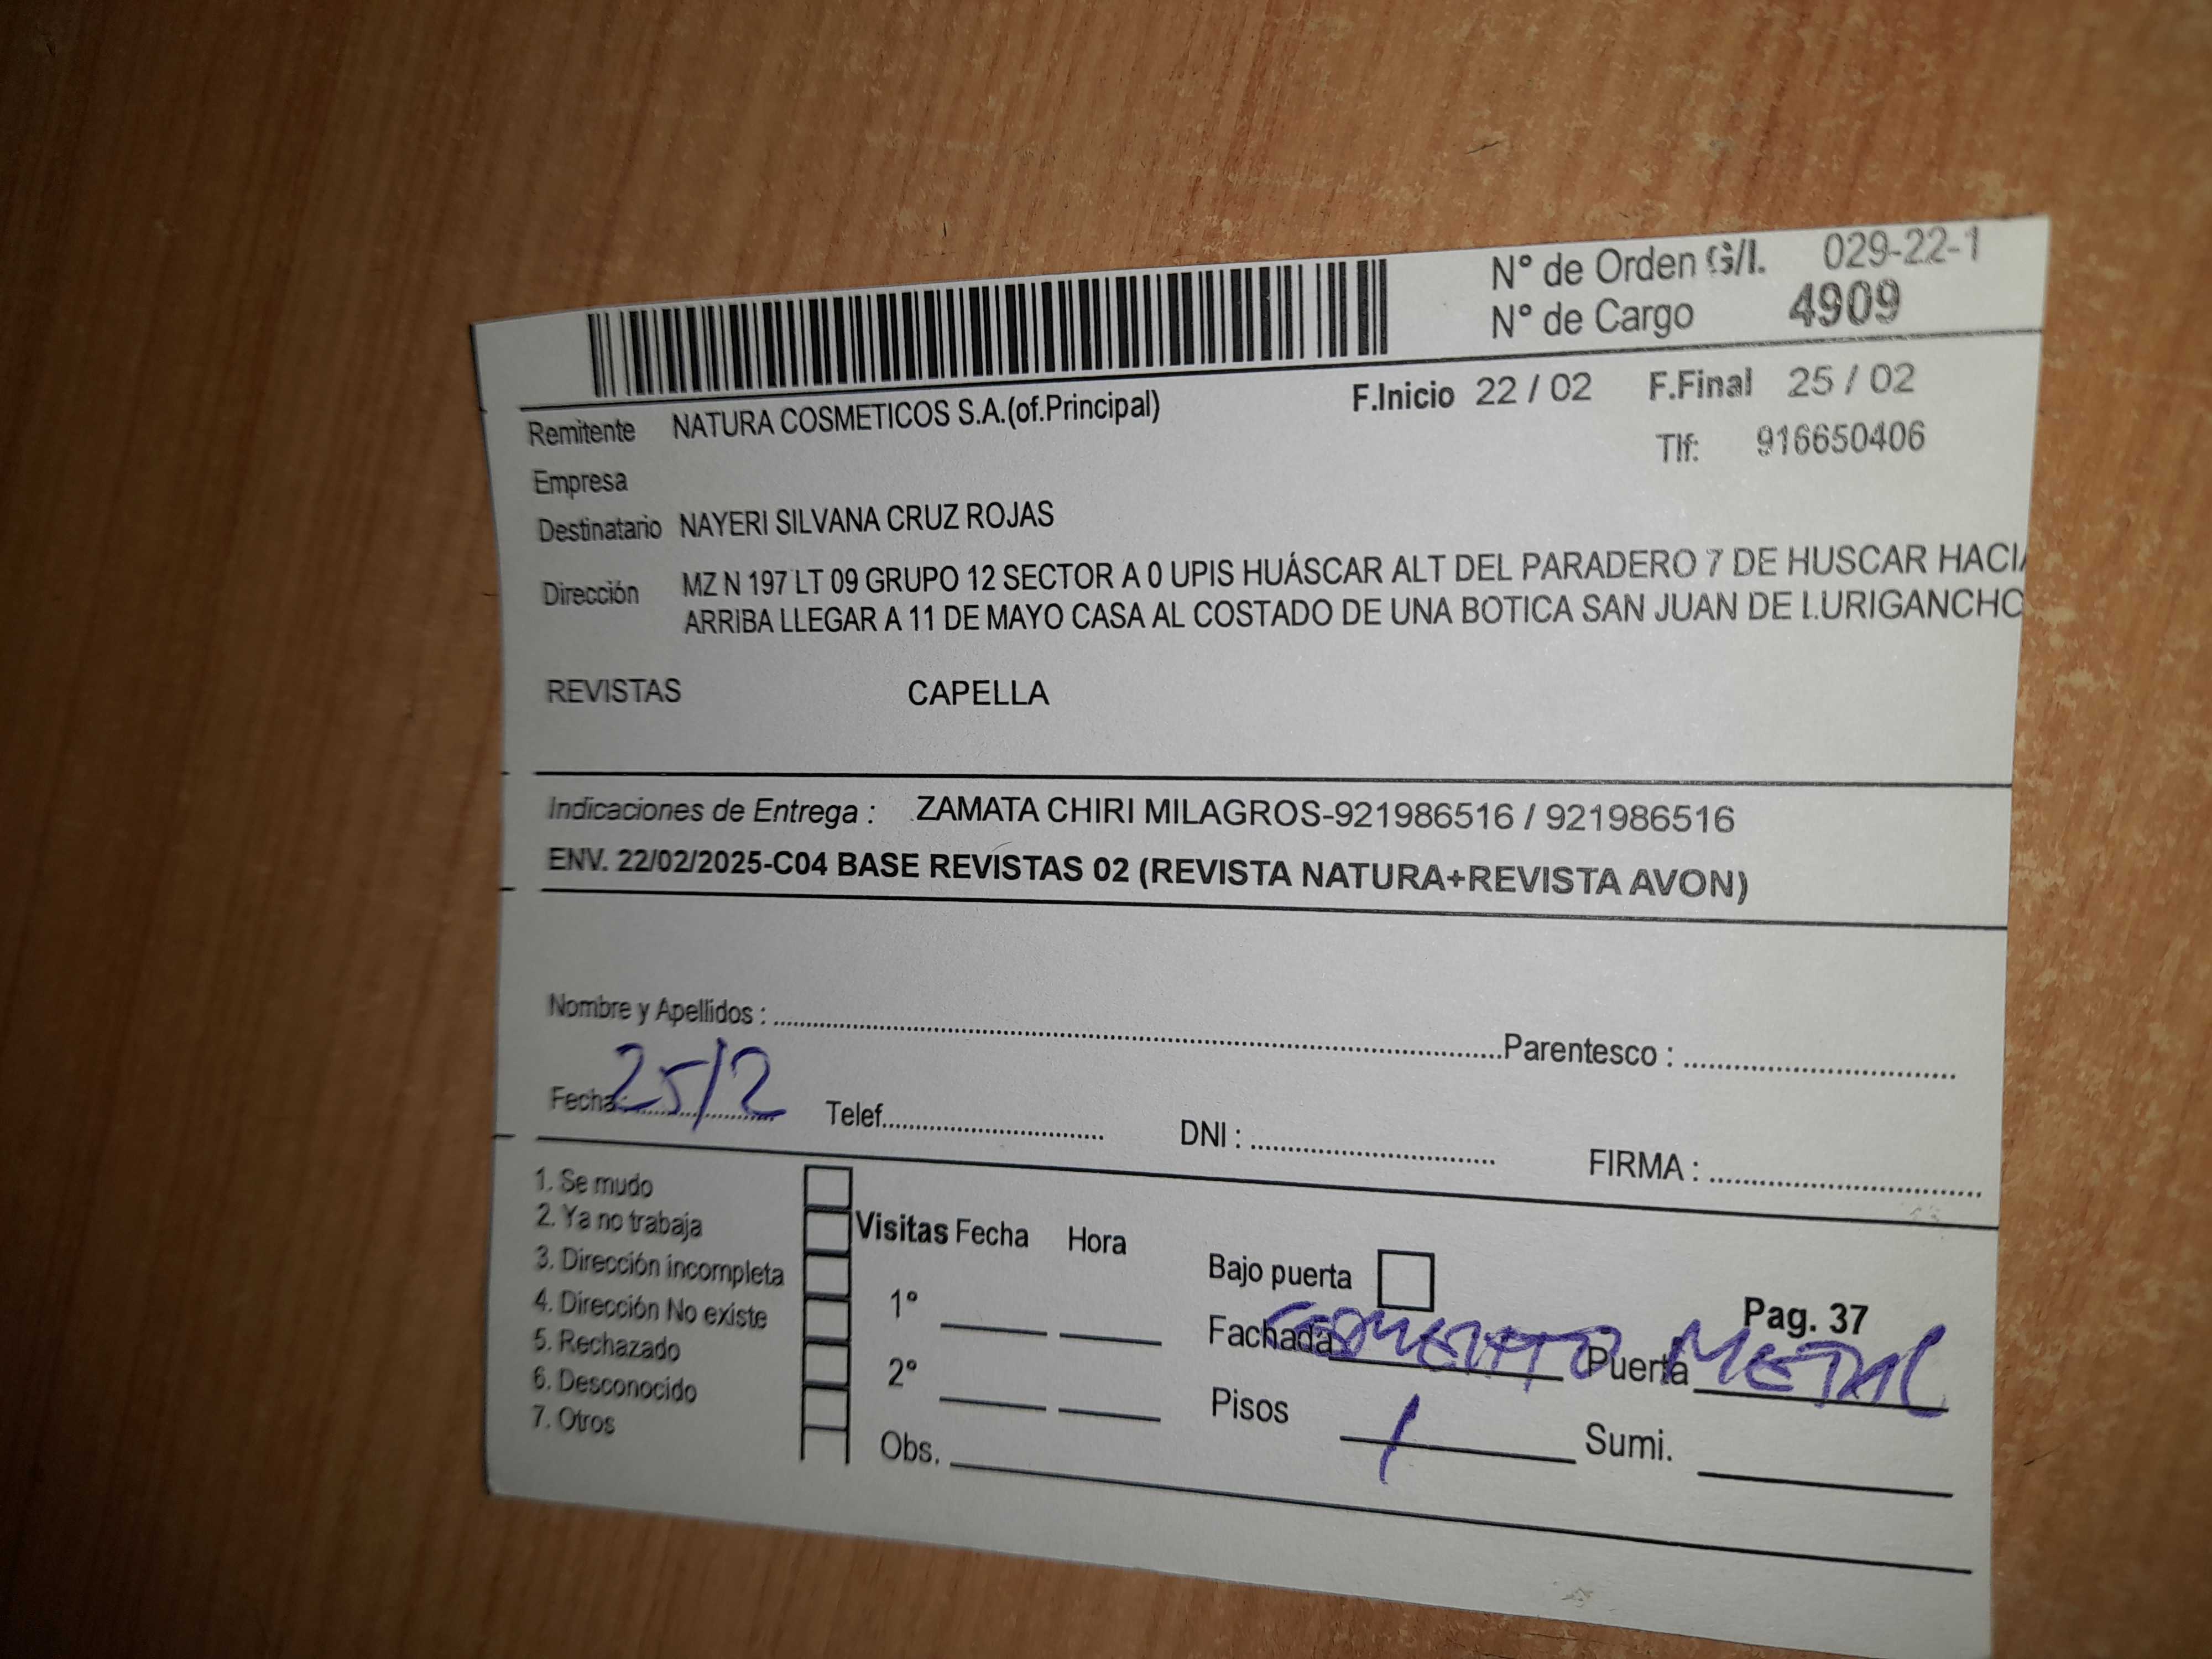 N° de Orden G/I. 029-22-1
N° de Cargo 4909
Remitente NATURA COSMETICOS S.A.(of.Principal) F.Inicio 22 / 02 F.Final 25 / 02
Tlf: 916650406
Empresa
Destinatario NAYERI SILVANA CRUZ ROJAS
Dirección MZ N 197 LT 09 GRUPO 12 SECTOR A 0 UPIS HUÁSCAR ALT DEL PARADERO 7 DE HUSCAR HACIA
ARRIBA LLEGAR A 11 DE MAYO CASA AL COSTADO DE UNA BOTICA SAN JUAN DE LURIGANCHO
REVISTAS CAPELLA
Indicaciones de Entrega : ZAMATA CHIRI MILAGROS-921986516 / 921986516
ENV. 22/02/2025-C04 BASE REVISTAS 02 (REVISTA NATURA+REVISTA AVON)
Nombre y Apellidos : Parentesco :
Fecha: 25/2 Telef. DNI : FIRMA :
1. Se mudo
2. Ya no trabaja
3. Dirección incompleta
4. Dirección No existe
5. Rechazado
6. Desconocido
7. Otros
Visitas Fecha Hora
1°
2°
Obs.
Bajo puerta
Pag. 37
Fachada Puerta METAL
Pisos 1 Sumi.